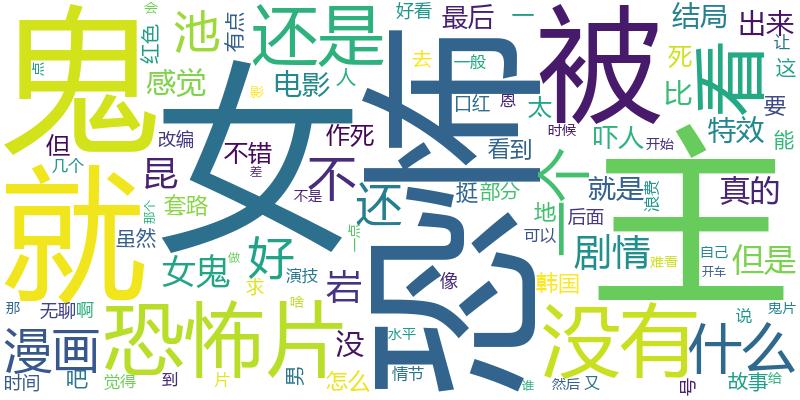 鬼
女
恐怖
被
就
主
看
恐怖片
没有
什么
还是
池
感觉
会
红色
点
有点
电影
人
好看
最后
一
去
一般
口红
恩
太
时候
看到
结局
出来
死
比
让
这
要
特效
能
吓人
开始
但
几个
改编
昆
影
不错
差
作死
不
不是
还
挺
部分
个
地
后面
可以
就是
浪费
真的
套路
那个
虽然
女鬼
做
好
求
演技
一点
岩
像
韩国
剧情
难看
自己
开车
但是
那
无聊
啊
漫画
时间
吧
觉得
到
片
啥
男
没
怎么
水平
情节
谁
然后
又
号
说
鬼片
故事
给